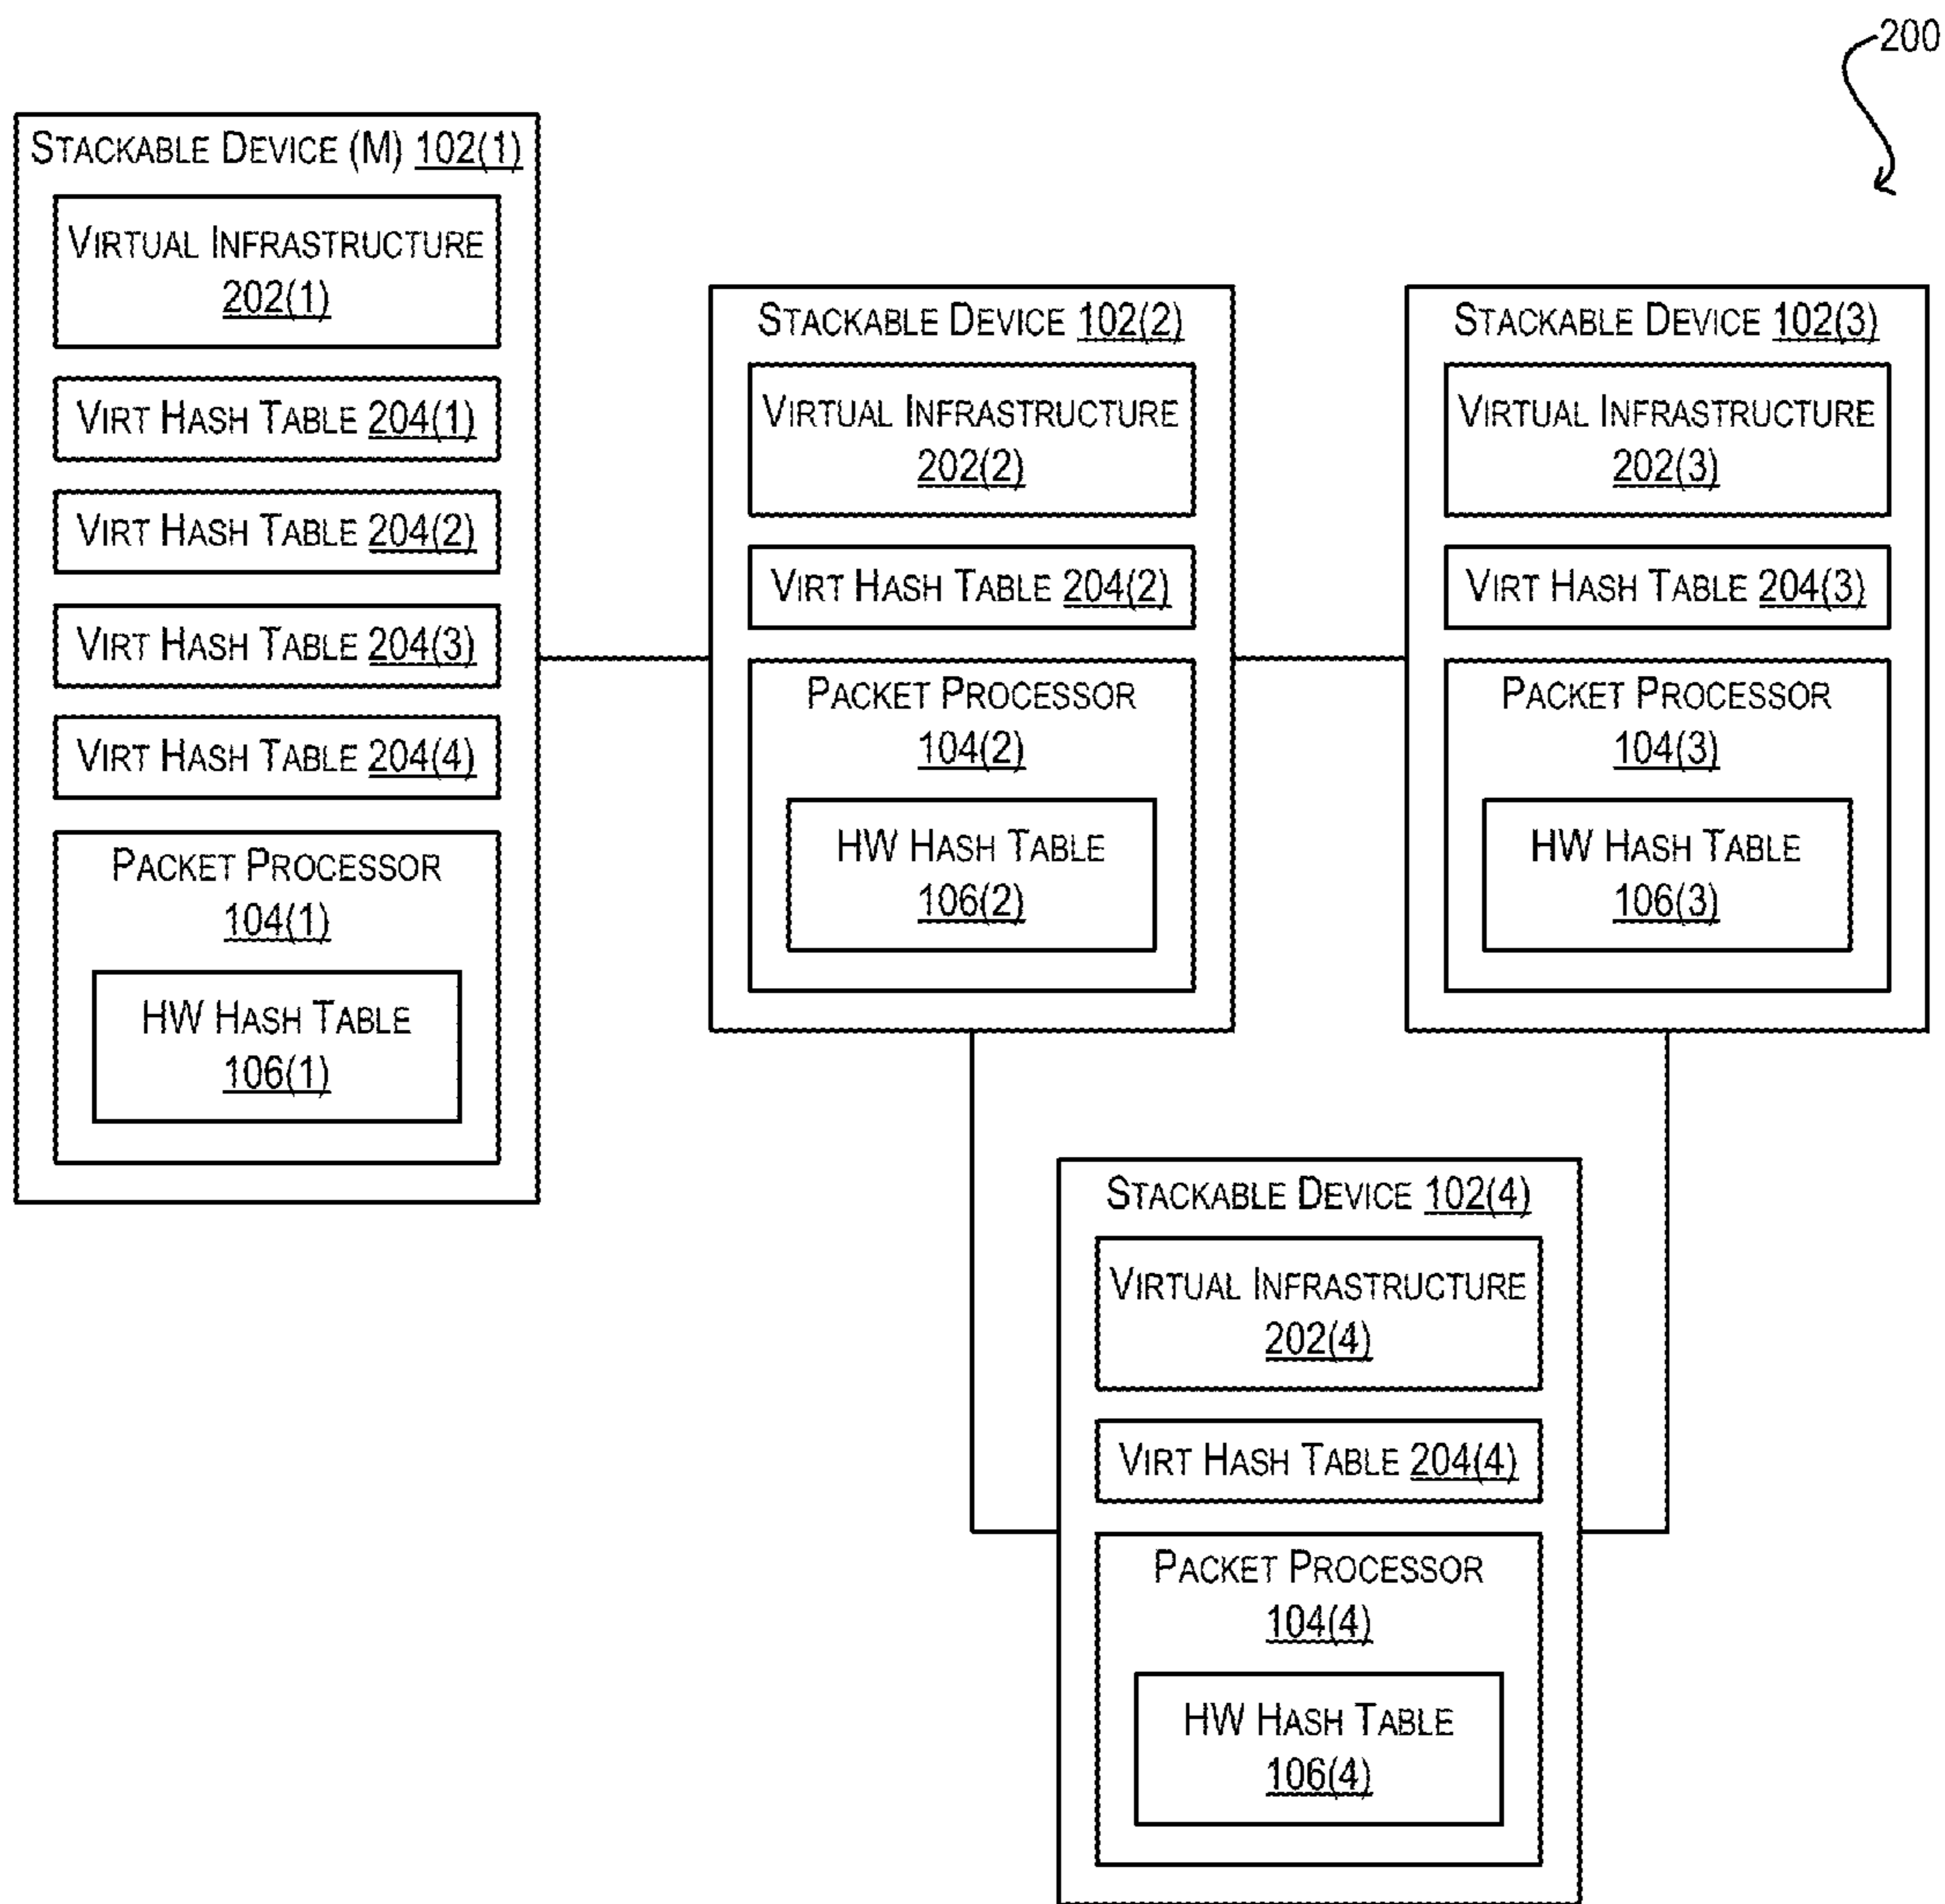 200
STACKABLE DEVICE (M) 102(1)
VIRTUAL INFRASTRUCTURE
202(1)
VIRT HASH TABLE 204(1)
VIRT HASH TABLE 204(2)
VIRT HASH TABLE 204(3)
VIRT HASH TABLE 204(4)
PACKET PROCESSOR
104(1)
HW HASH TABLE
106(1)
STACKABLE DEVICE 102(2)
VIRTUAL INFRASTRUCTURE
202(2)
VIRT HASH TABLE 204(2)
PACKET PROCESSOR
104(2)
HW HASH TABLE
106(2)
STACKABLE DEVICE 102(3)
VIRTUAL INFRASTRUCTURE
202(3)
VIRT HASH TABLE 204(3)
PACKET PROCESSOR
104(3)
HW HASH TABLE
106(3)
STACKABLE DEVICE 102(4)
VIRTUAL INFRASTRUCTURE
202(4)
VIRT HASH TABLE 204(4)
PACKET PROCESSOR
104(4)
HW HASH TABLE
106(4)